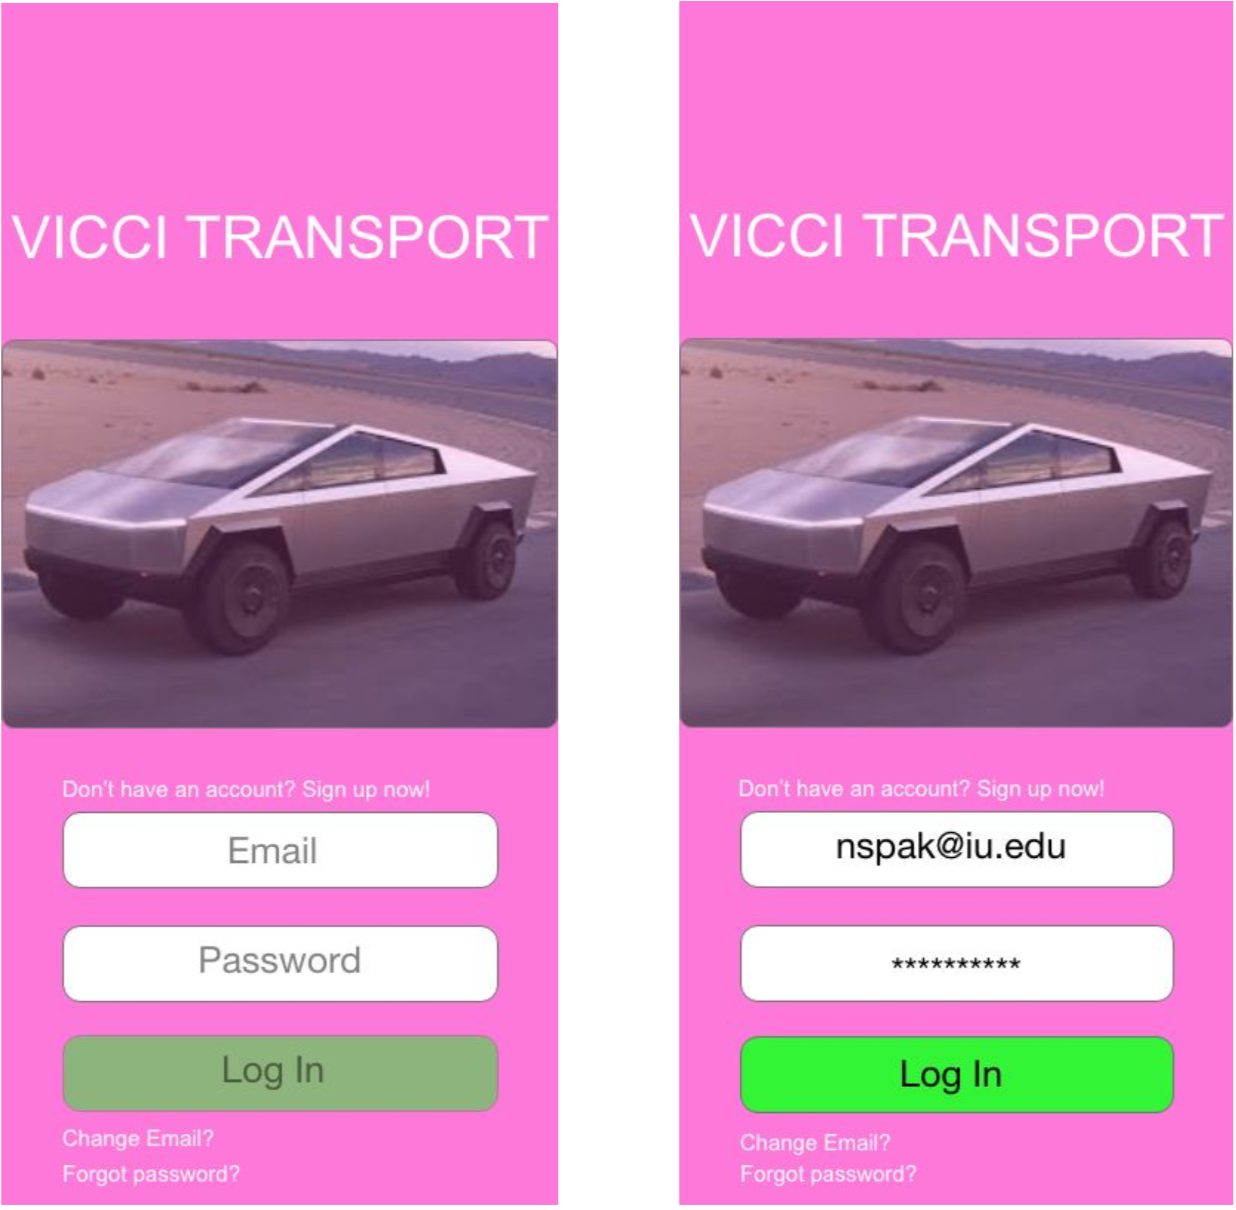 VICCI TRANSPORT
Don't have an account? Sign up now!
Email
Password
Log In
Change Email?
Forgot password?
VICCI TRANSPORT
Don't have an account? Sign up now!
nspak@iu.edu
**********
Log In
Change Email?
Forgot password?